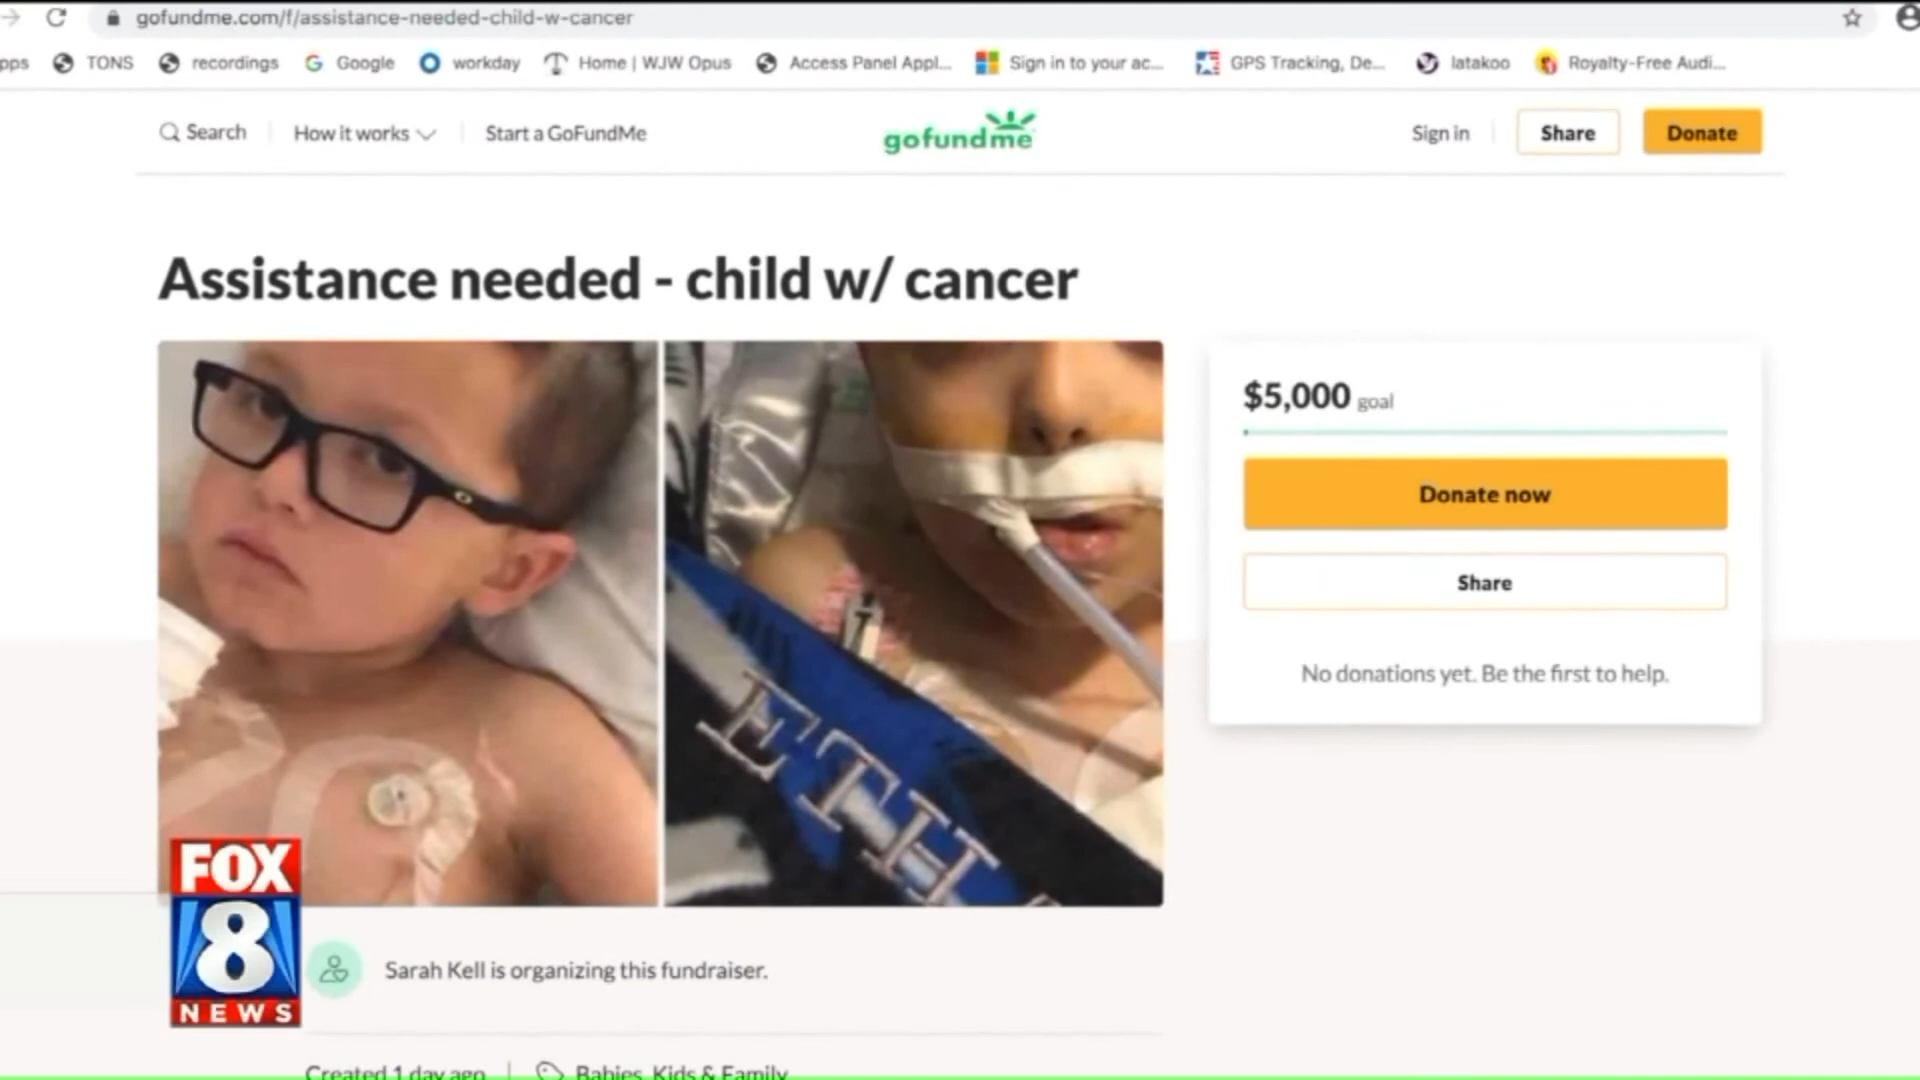 gofundme.com/f/assistance-needed-child-w-cancer
pps TONS recordings Google workday Home | WJW Opus Access Panel Appl... Sign in to your ac... GPS Tracking, De... latakoo Royalty-Free Audi...
Search How it works Start a GoFundMe gofundme Sign in Share Donate
Assistance needed - child w/ cancer
$5,000 goal
Donate now
Share
No donations yet. Be the first to help.
ETHA
FOX
8
NEWS
Sarah Kell is organizing this fundraiser.
Created 1 day ago Babies, Kids & Family